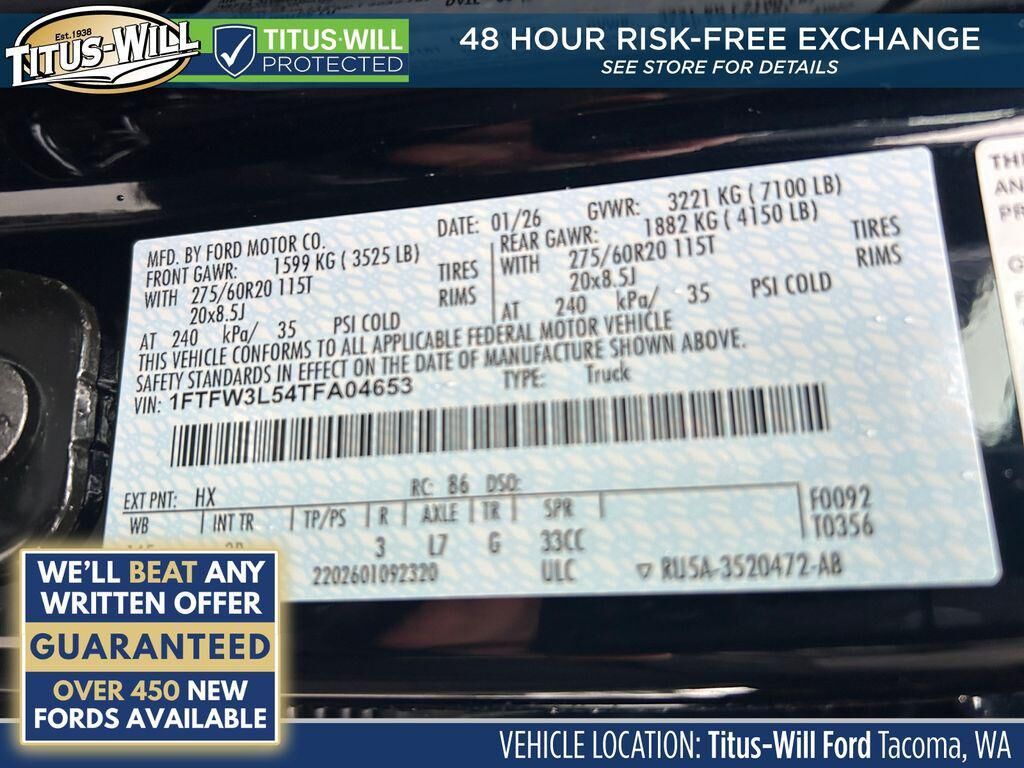 Est.1938
TITUS-WILL
TITUS-WILL
PROTECTED
48 HOUR RISK-FREE EXCHANGE
SEE STORE FOR DETAILS
MFD. BY FORD MOTOR CO.
DATE: 01/26
GVWR: 3221 KG ( 7100 LB)
FRONT GAWR: 1599 KG ( 3525 LB)
REAR GAWR: 1882 KG ( 4150 LB)
WITH 275/60R20 115T TIRES
WITH 275/60R20 115T TIRES
20x8.5J RIMS
20x8.5J RIMS
AT 240 kPa/ 35 PSI COLD
AT 240 kPa/ 35 PSI COLD
THIS VEHICLE CONFORMS TO ALL APPLICABLE FEDERAL MOTOR VEHICLE
SAFETY STANDARDS IN EFFECT ON THE DATE OF MANUFACTURE SHOWN ABOVE.
VIN: 1FTFW3L54TFA04653
TYPE: Truck
EXT PNT: HX RC: 86 DSO:
WB INT TR TP/PS R AXLE TR SPR
F0092
T0356
3 L7 G 33CC
2202601092320 ULC ▽ RU5A-3520472-AB
WE'LL BEAT ANY
WRITTEN OFFER
GUARANTEED
OVER 450 NEW
FORDS AVAILABLE
VEHICLE LOCATION: Titus-Will Ford Tacoma, WA